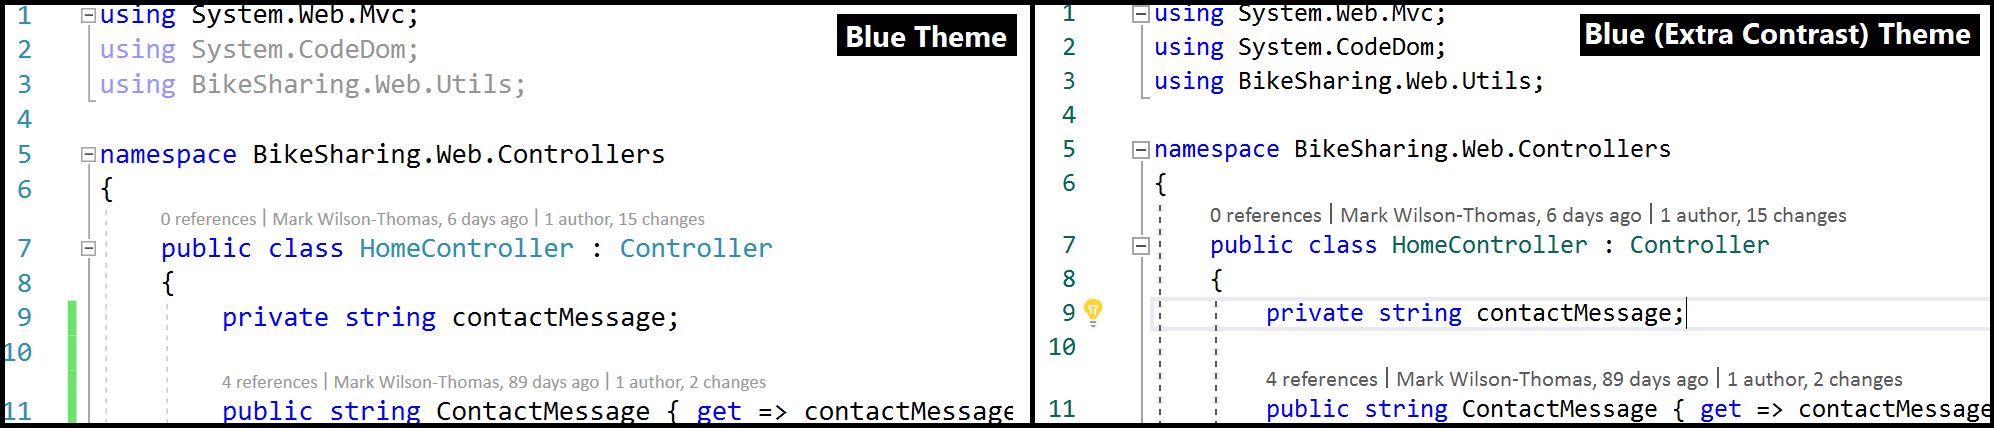 Blue Theme
1 using System.Web.Mvc;
2 using System.CodeDom;
3 using BikeSharing.Web.Utils;
4
5 namespace BikeSharing.Web.Controllers
6 {
0 references | Mark Wilson-Thomas, 6 days ago | 1 author, 15 changes
7 public class HomeController : Controller
8 {
9 private string contactMessage;
10
4 references | Mark Wilson-Thomas, 89 days ago | 1 author, 2 changes
11 public string ContactMessage { get => contactMessage
Blue (Extra Contrast) Theme
1 using System.Web.Mvc;
2 using System.CodeDom;
3 using BikeSharing.Web.Utils;
4
5 namespace BikeSharing.Web.Controllers
6 {
0 references | Mark Wilson-Thomas, 6 days ago | 1 author, 15 changes
7 public class HomeController : Controller
8 {
9 private string contactMessage;
10
4 references | Mark Wilson-Thomas, 89 days ago | 1 author, 2 changes
11 public string ContactMessage { get => contactMessage